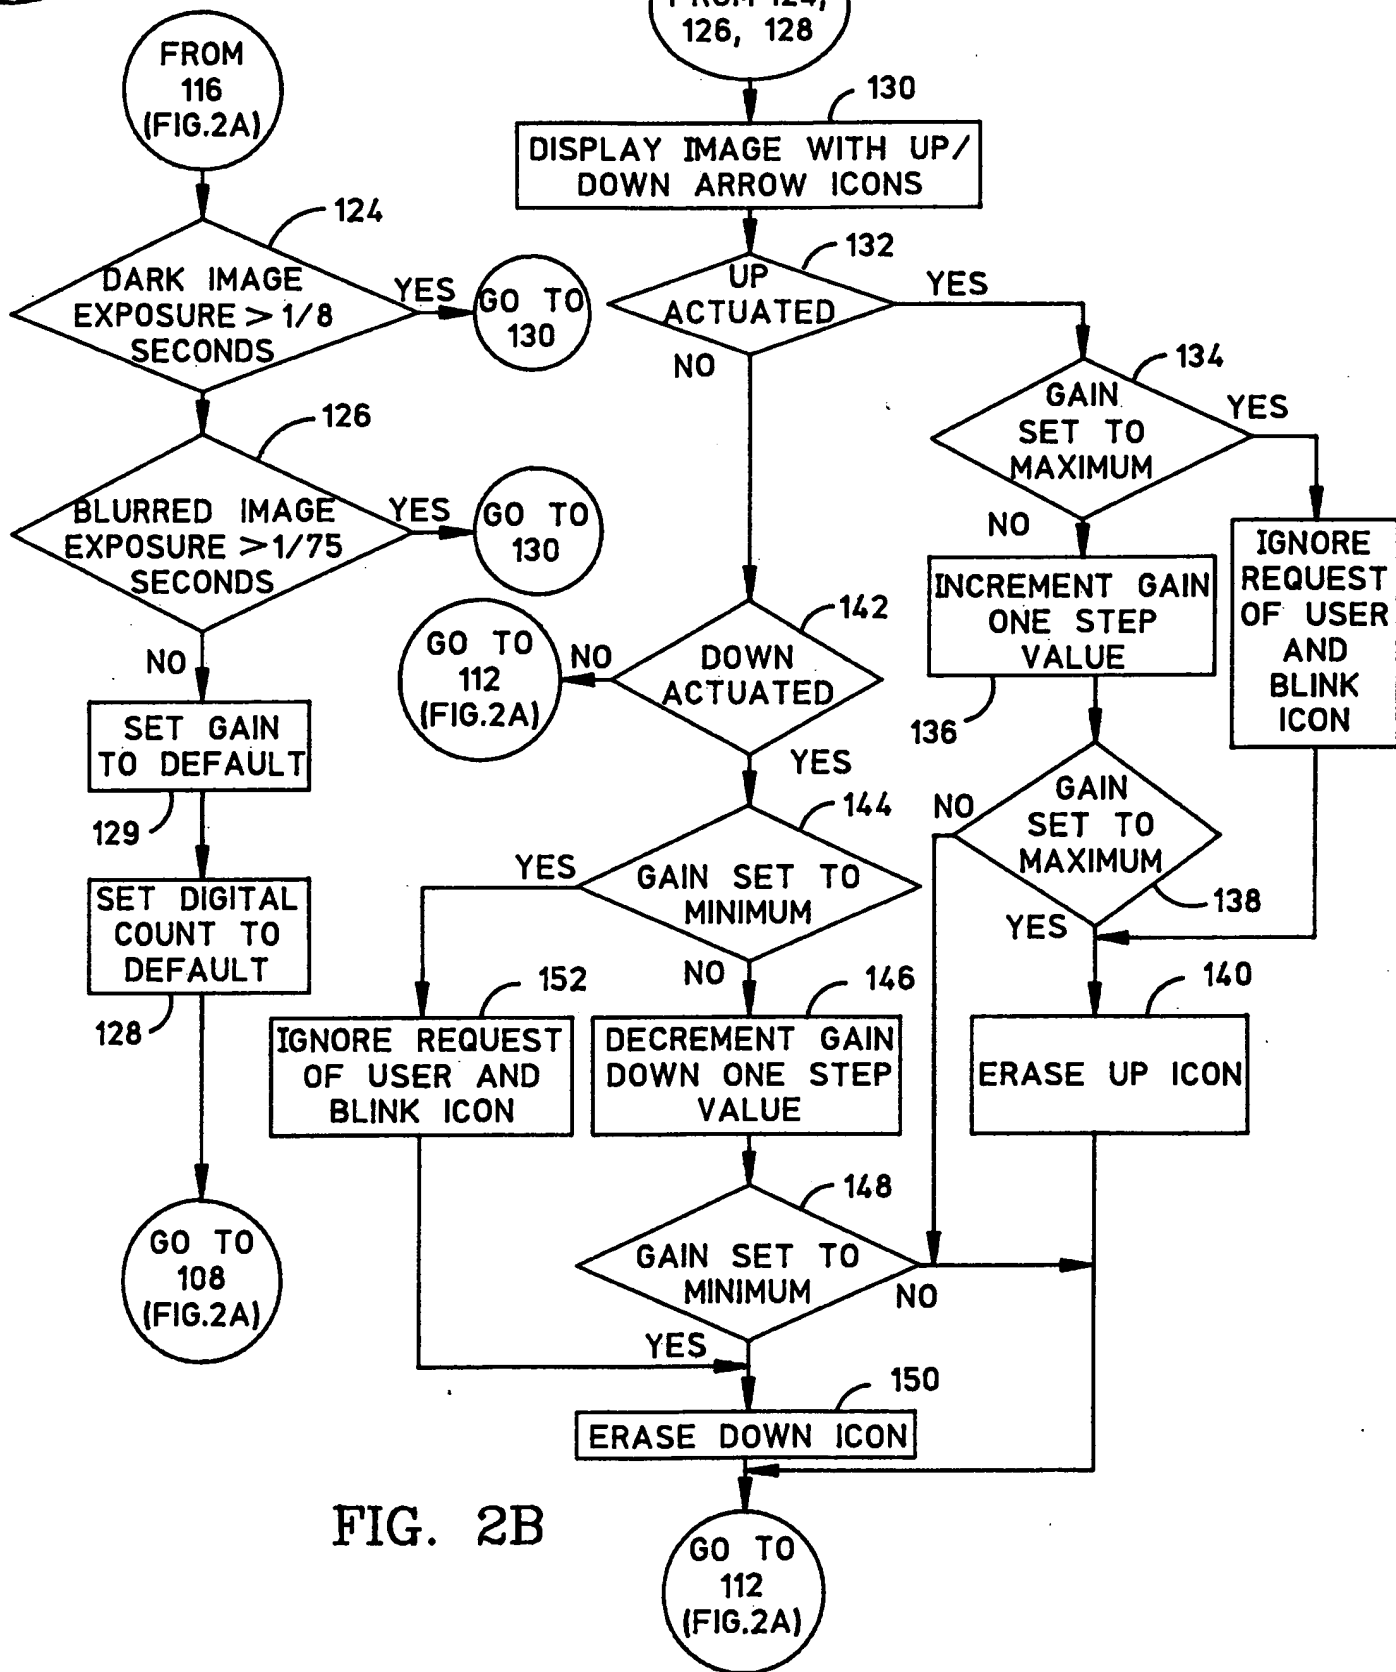 FROM
116
(FIG.2A)
124
DARK IMAGE
EXPOSURE > 1/8
SECONDS
YES
GO TO
130
126
BLURRED IMAGE
EXPOSURE > 1/75
SECONDS
YES
GO TO
130
NO
SET GAIN
TO DEFAULT
129
SET DIGITAL
COUNT TO
DEFAULT
128
GO TO
108
(FIG.2A)
FROM 124,
126, 128
130
DISPLAY IMAGE WITH UP/
DOWN ARROW ICONS
132
UP
ACTUATED
YES
NO
134
GAIN
SET TO
MAXIMUM
YES
NO
IGNORE
REQUEST
OF USER
AND
BLINK
ICON
INCREMENT GAIN
ONE STEP
VALUE
136
GAIN
SET TO
MAXIMUM
NO
138
YES
140
ERASE UP ICON
142
DOWN
ACTUATED
NO
GO TO
112
(FIG.2A)
YES
144
GAIN SET TO
MINIMUM
YES
NO
152
IGNORE REQUEST
OF USER AND
BLINK ICON
146
DECREMENT GAIN
DOWN ONE STEP
VALUE
148
GAIN SET TO
MINIMUM
NO
YES
150
ERASE DOWN ICON
GO TO
112
(FIG.2A)
FIG. 2B